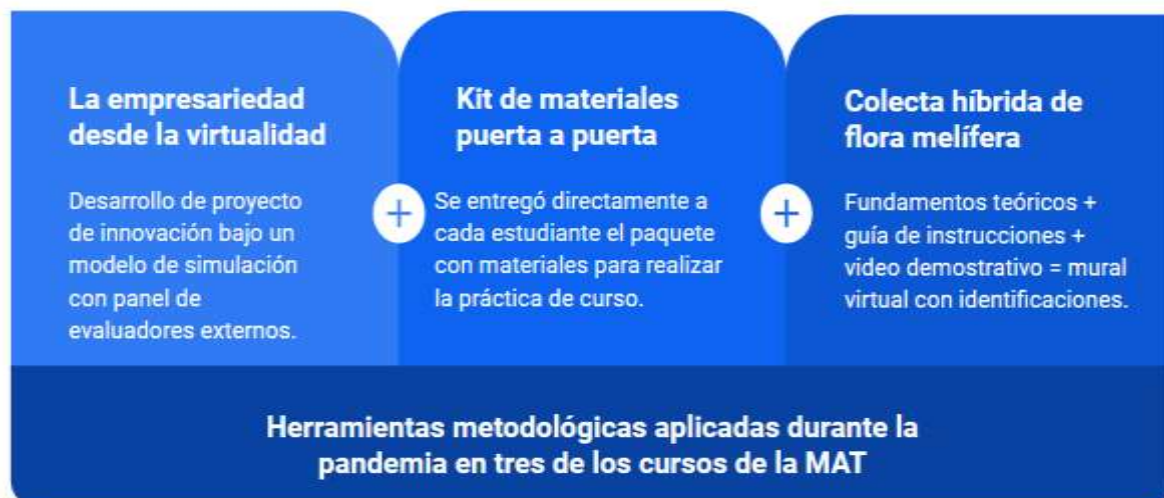 La empresariedad
desde la virtualidad
Desarrollo de proyecto
de innovación bajo un
modelo de simulación
con panel de
evaluadores externos.
+
Kit de materiales
puerta a puerta
Se entregó directamente a
cada estudiante el paquete
con materiales para realizar
la práctica de curso.
+
Colecta híbrida de
flora melífera
Fundamentos teóricos +
guía de instrucciones +
video demostrativo = mural
virtual con identificaciones.
Herramientas metodológicas aplicadas durante la
pandemia en tres de los cursos de la MAT